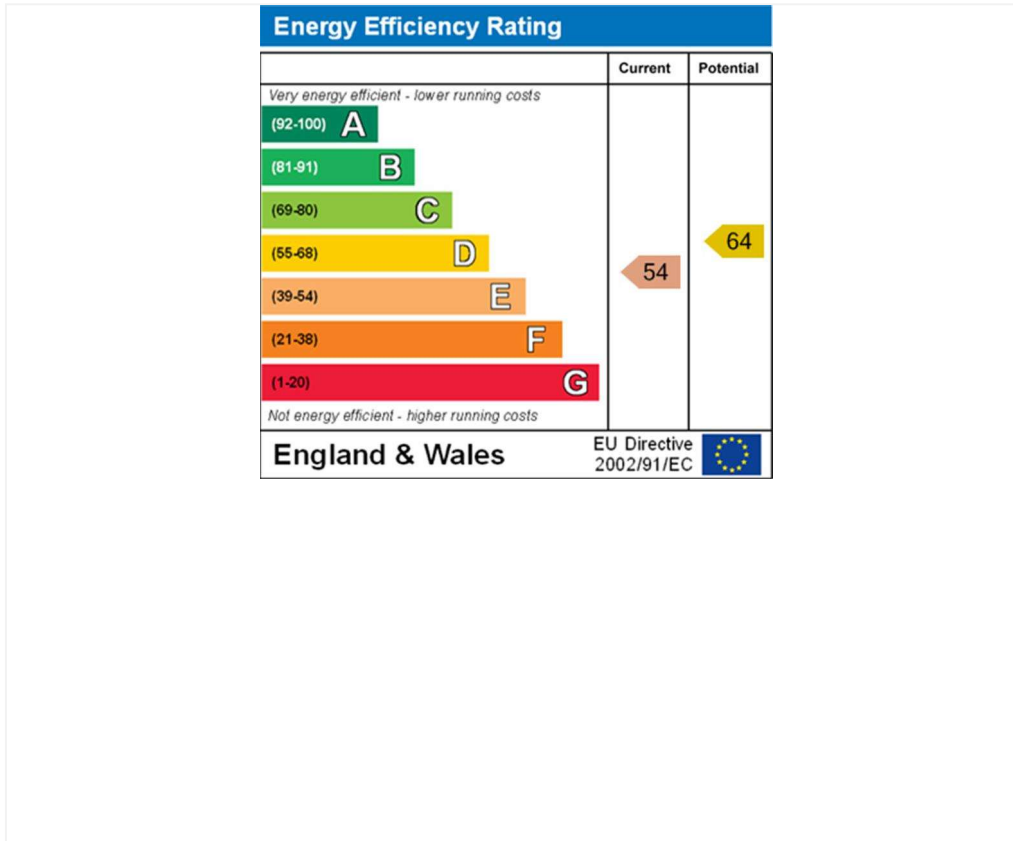 Energy Efficiency Rating
Current Potential
Very energy efficient - lower running costs
(92-100) A
(81-91) B
(69-80) C
(55-68) D
(39-54) E
(21-38) F
(1-20) G
64
54
Not energy efficient - higher running costs
England & Wales
EU Directive
2002/91/EC